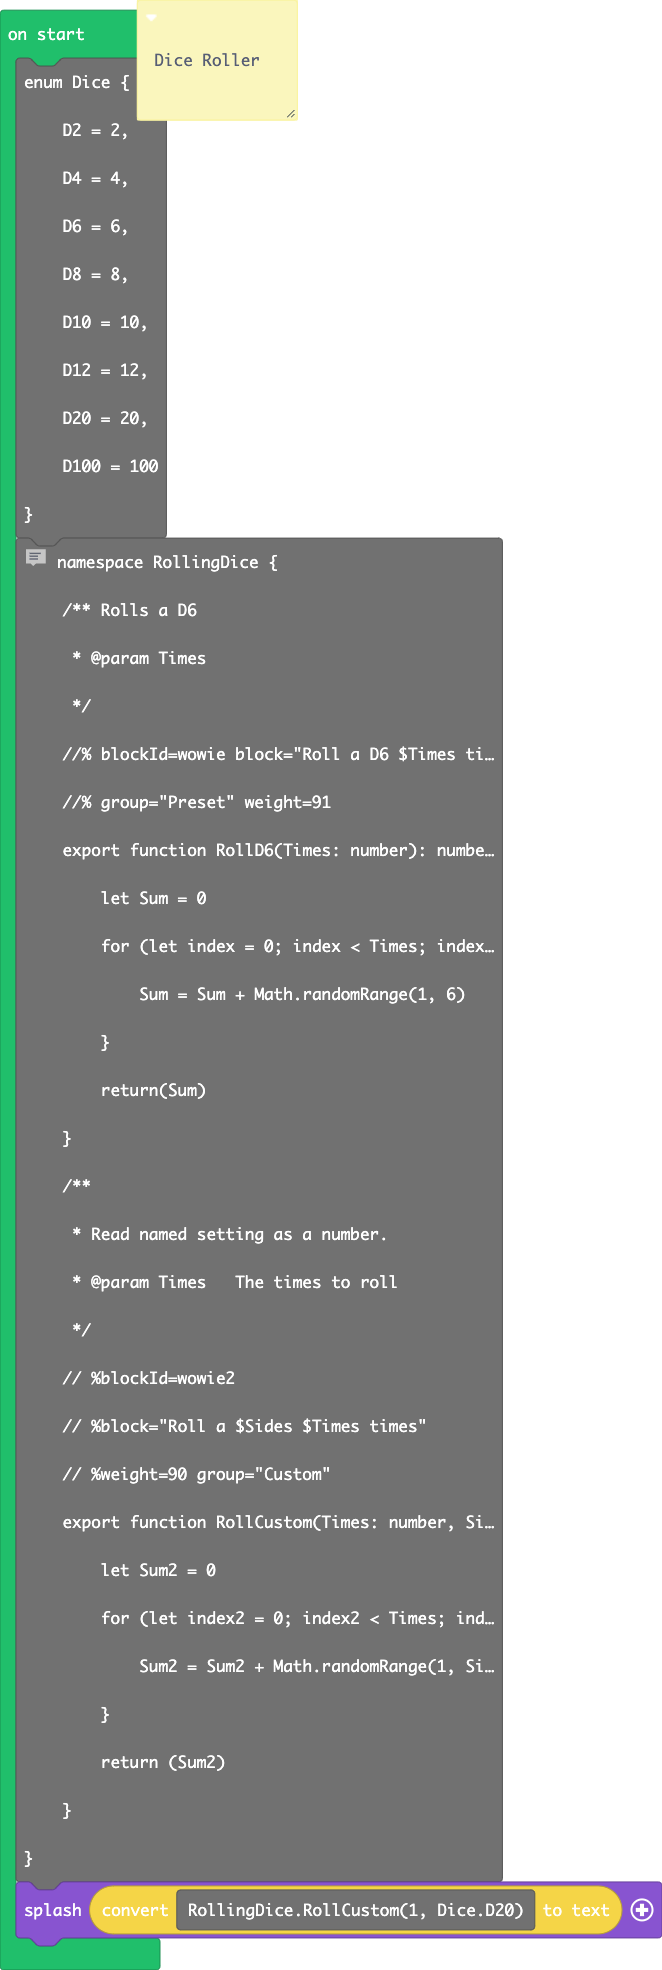 on start
Dice Roller
enum Dice {
D2 = 2,
D4 = 4,
D6 = 6,
D8 = 8,
D10 = 10,
D12 = 12,
D20 = 20,
D100 = 100
}
namespace RollingDice {
/** Rolls a D6
* @param Times
*/
//% blockId=wowie block="Roll a D6 $Times ti…
//% group="Preset" weight=91
export function RollD6(Times: number): numbe…
let Sum = 0
for (let index = 0; index < Times; index…
Sum = Sum + Math.randomRange(1, 6)
}
return(Sum)
}
/**
* Read named setting as a number.
* @param Times   The times to roll
*/
// %blockId=wowie2
// %block="Roll a $Sides $Times times"
// %weight=90 group="Custom"
export function RollCustom(Times: number, Si…
let Sum2 = 0
for (let index2 = 0; index2 < Times; ind…
Sum2 = Sum2 + Math.randomRange(1, Si…
}
return (Sum2)
}
}
splash convert RollingDice.RollCustom(1, Dice.D20) to text